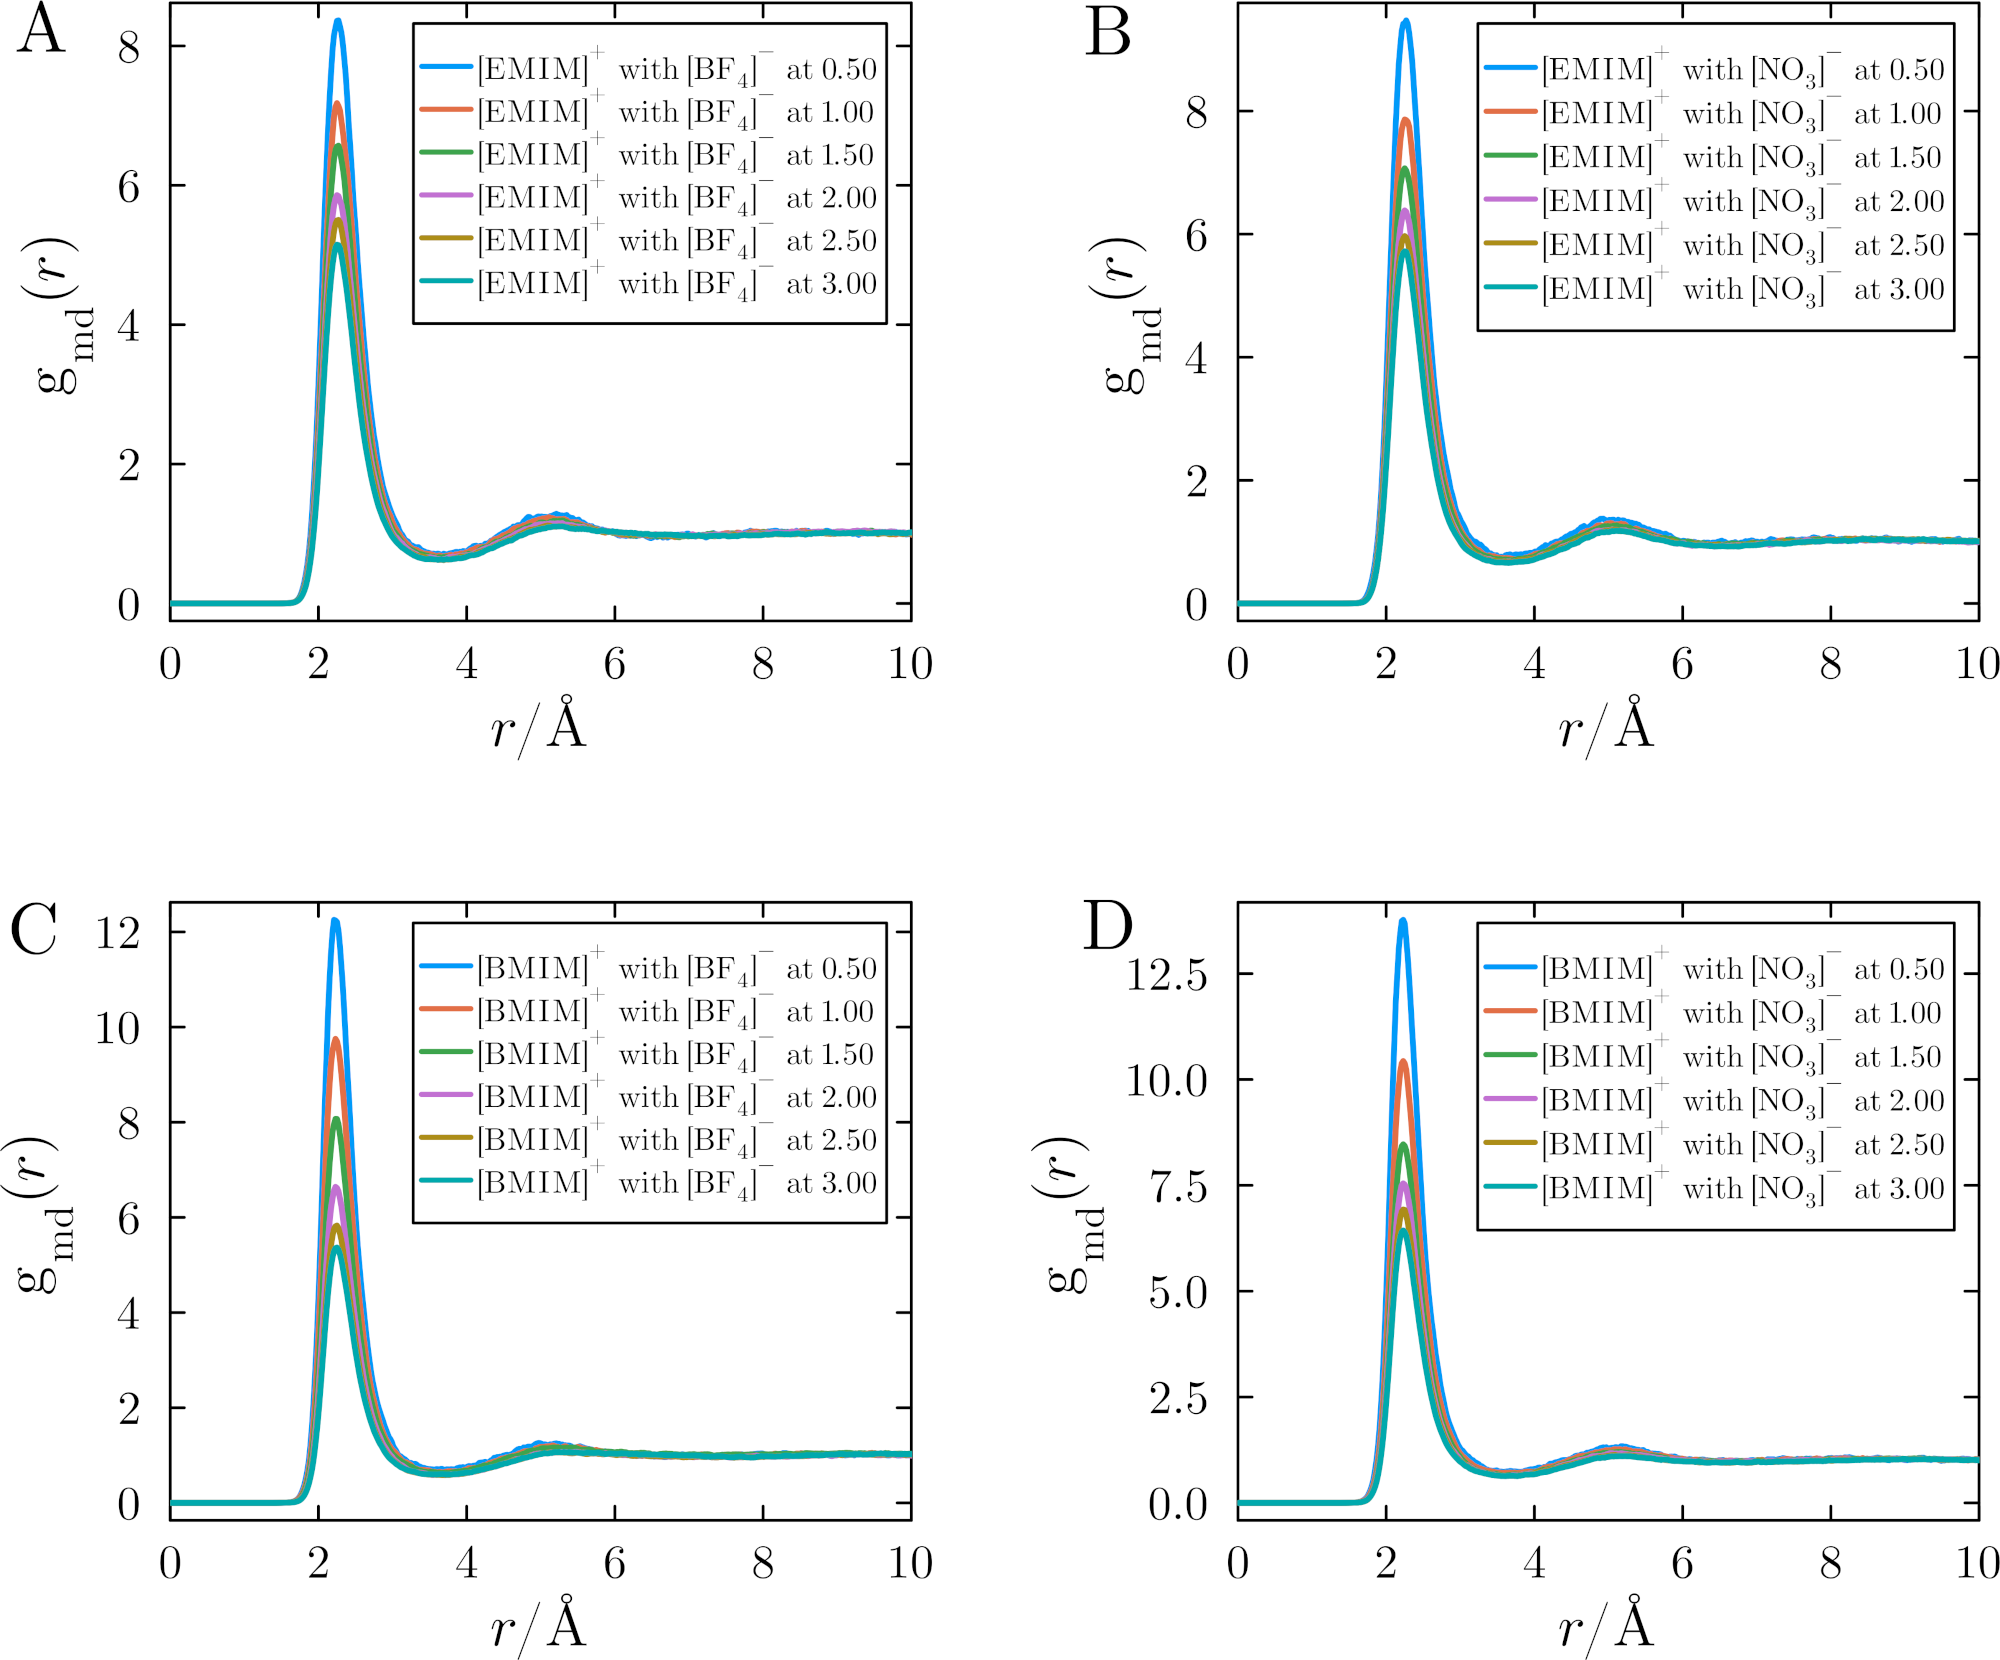 A
g_md(r)
8
6
4
2
0
[EMIM]⁺ with [BF₄]⁻ at 0.50
[EMIM]⁺ with [BF₄]⁻ at 1.00
[EMIM]⁺ with [BF₄]⁻ at 1.50
[EMIM]⁺ with [BF₄]⁻ at 2.00
[EMIM]⁺ with [BF₄]⁻ at 2.50
[EMIM]⁺ with [BF₄]⁻ at 3.00
0 2 4 6 8 10
r/Å
B
g_md(r)
8
6
4
2
0
[EMIM]⁺ with [NO₃]⁻ at 0.50
[EMIM]⁺ with [NO₃]⁻ at 1.00
[EMIM]⁺ with [NO₃]⁻ at 1.50
[EMIM]⁺ with [NO₃]⁻ at 2.00
[EMIM]⁺ with [NO₃]⁻ at 2.50
[EMIM]⁺ with [NO₃]⁻ at 3.00
0 2 4 6 8 10
r/Å
C
g_md(r)
12
10
8
6
4
2
0
[BMIM]⁺ with [BF₄]⁻ at 0.50
[BMIM]⁺ with [BF₄]⁻ at 1.00
[BMIM]⁺ with [BF₄]⁻ at 1.50
[BMIM]⁺ with [BF₄]⁻ at 2.00
[BMIM]⁺ with [BF₄]⁻ at 2.50
[BMIM]⁺ with [BF₄]⁻ at 3.00
0 2 4 6 8 10
r/Å
D
g_md(r)
12.5
10.0
7.5
5.0
2.5
0.0
[BMIM]⁺ with [NO₃]⁻ at 0.50
[BMIM]⁺ with [NO₃]⁻ at 1.00
[BMIM]⁺ with [NO₃]⁻ at 1.50
[BMIM]⁺ with [NO₃]⁻ at 2.00
[BMIM]⁺ with [NO₃]⁻ at 2.50
[BMIM]⁺ with [NO₃]⁻ at 3.00
0 2 4 6 8 10
r/Å